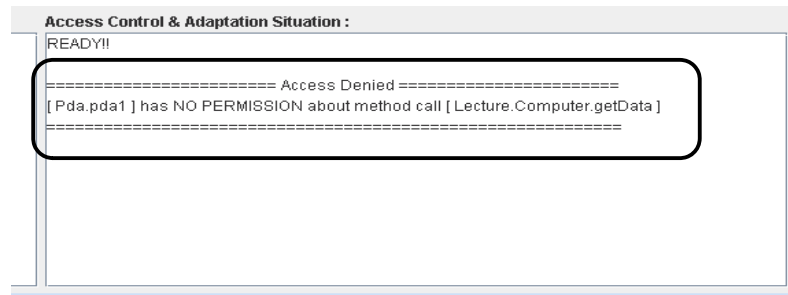 Access Control & Adaptation Situation :
READY!!
======================== Access Denied =======================
[ Pda.pda1 ] has NO PERMISSION about method call [ Lecture.Computer.getData ]
============================================================